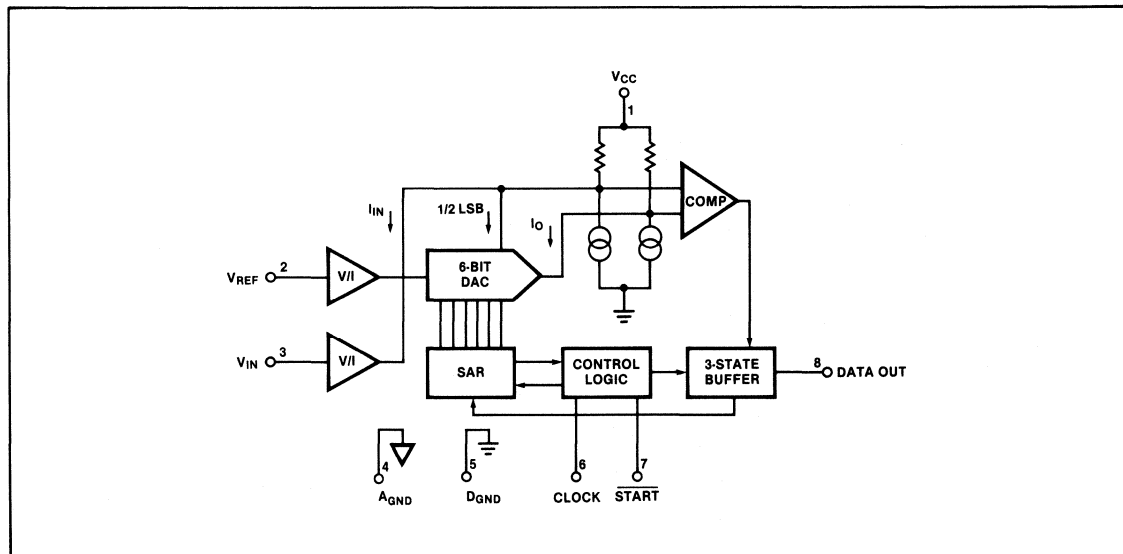 VCC
1
COMP
IIN
1/2 LSB
IO
VREF
2
V/I
6-BIT
DAC
VIN
3
V/I
SAR
CONTROL
LOGIC
3-STATE
BUFFER
8
DATA OUT
4
AGND
5
DGND
6
CLOCK
7
START